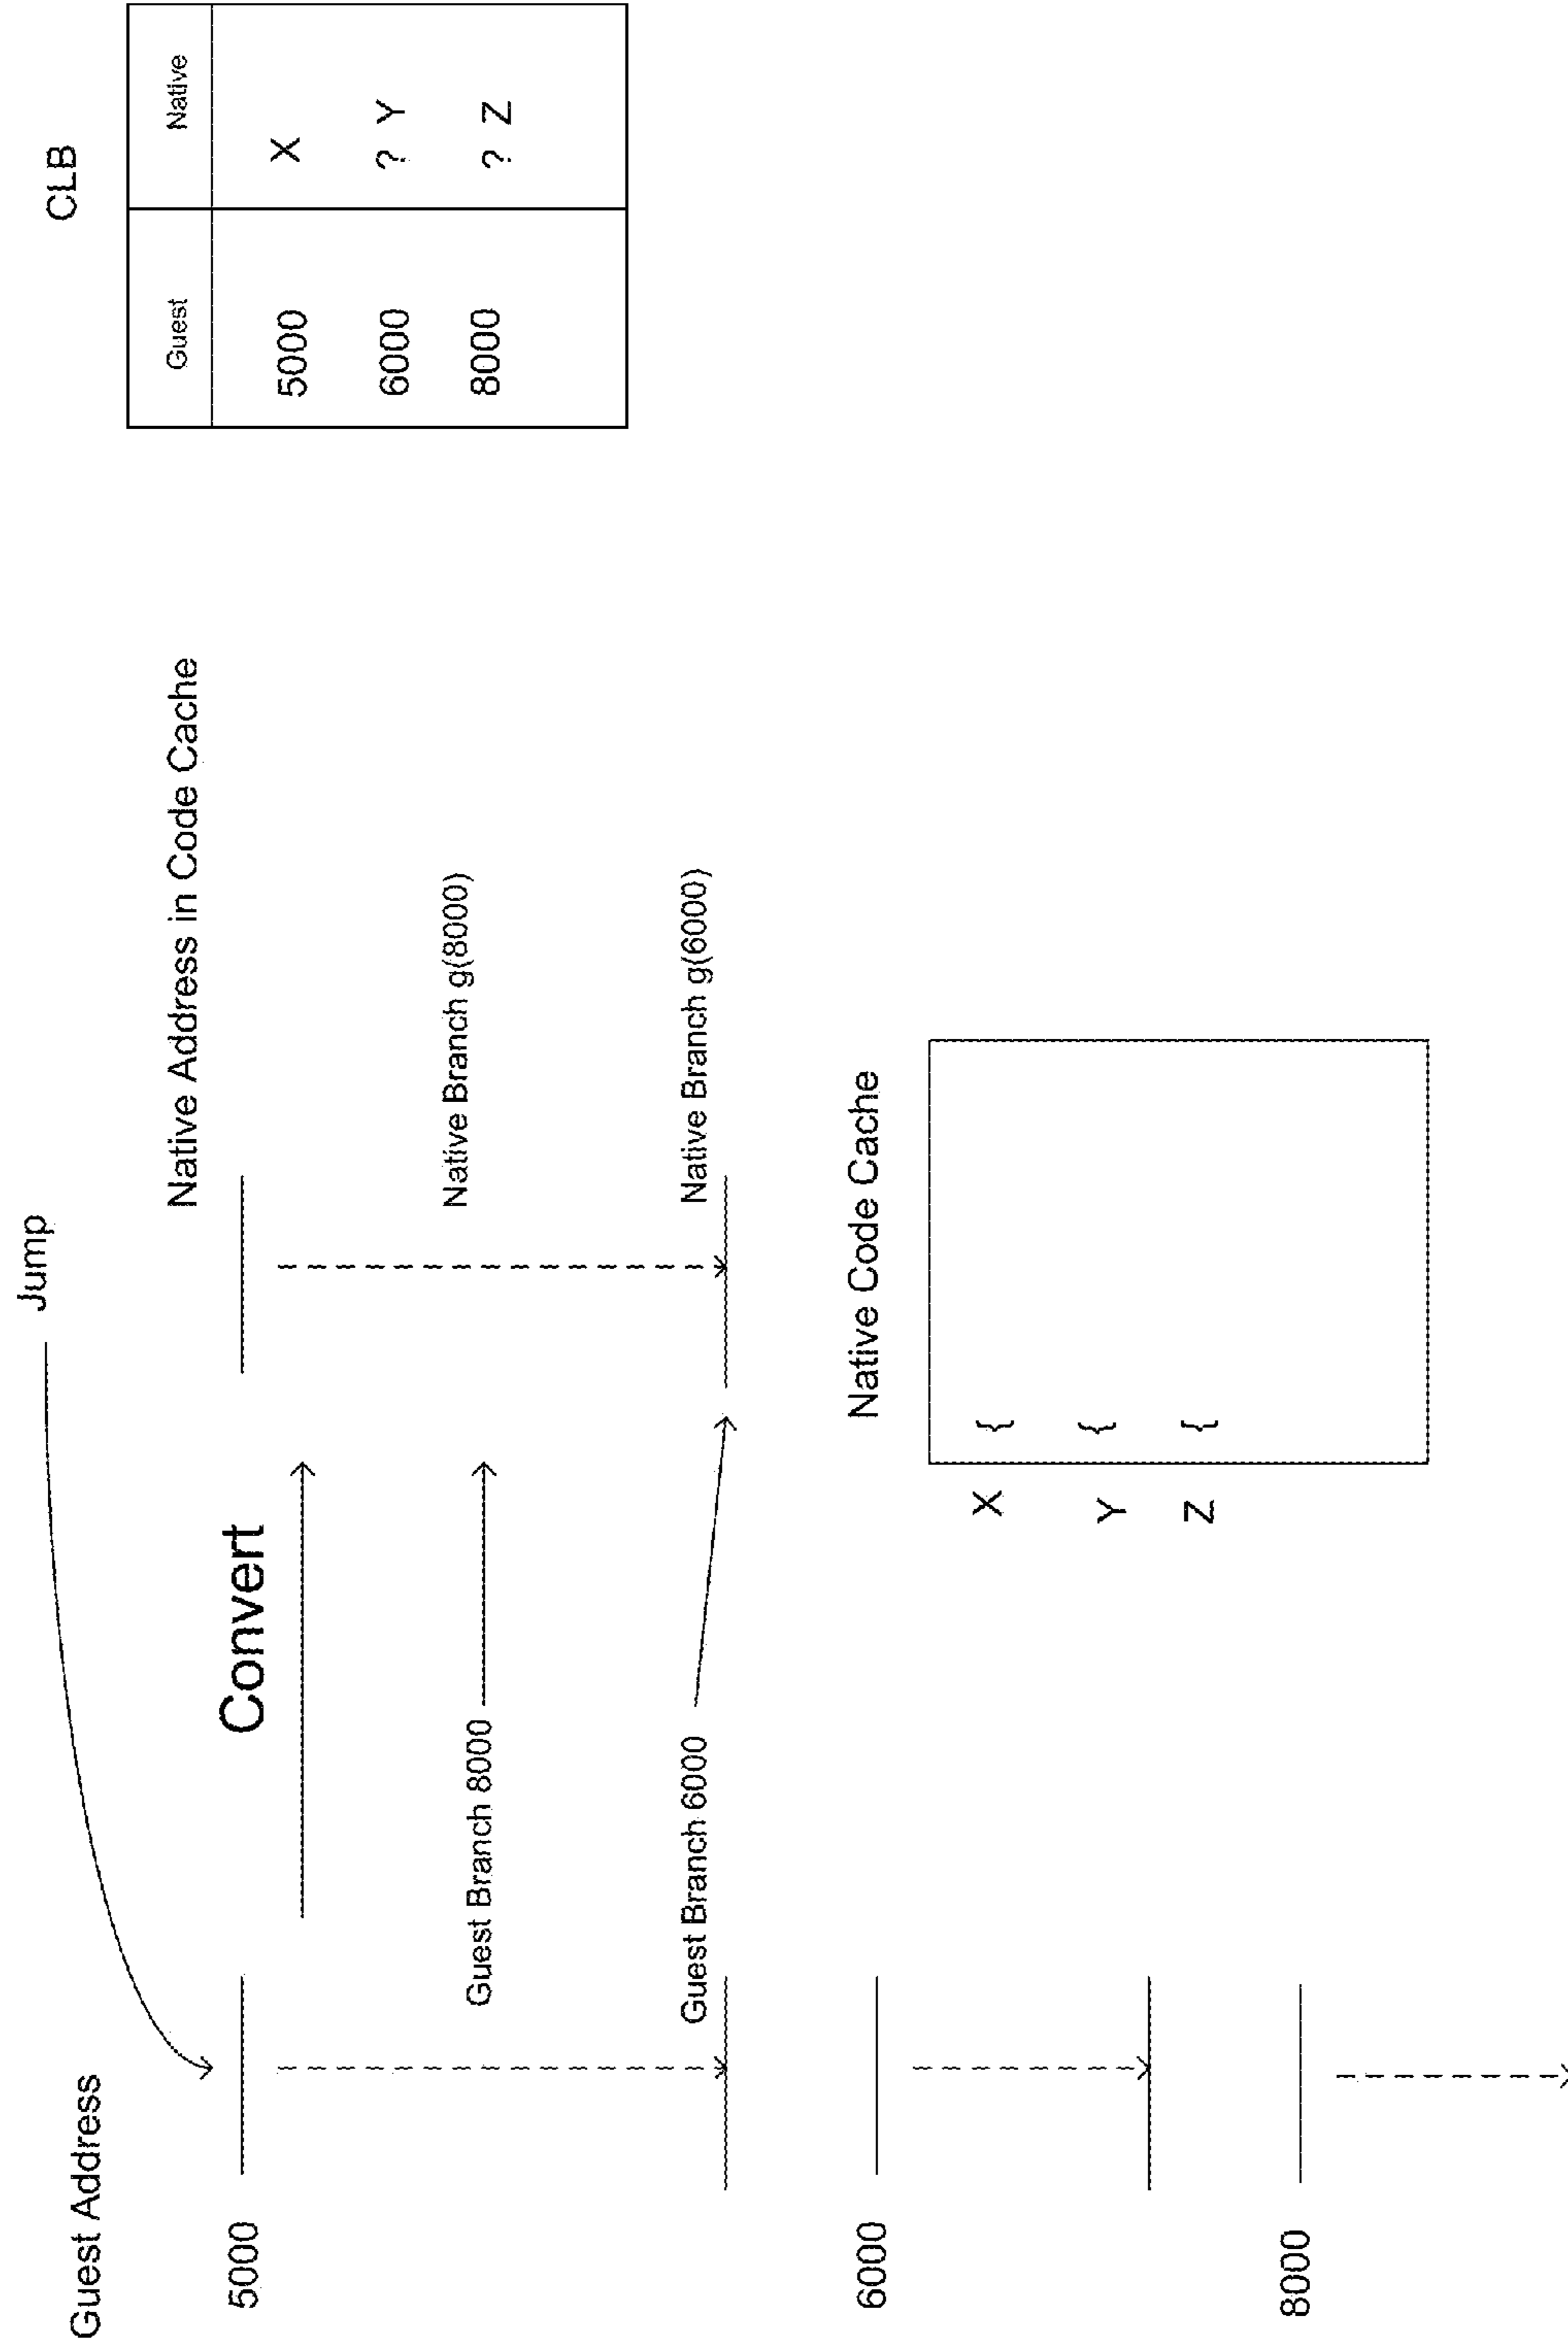 Jump
CLB
Guest Address
Native Address in Code Cache
Guest Native
5000
Convert
5000 X
Guest Branch 8000
Native Branch g(8000)
6000 ? Y
8000 ? Z
Guest Branch 6000
Native Branch g(6000)
6000
Native Code Cache
X {
Y {
Z {
8000